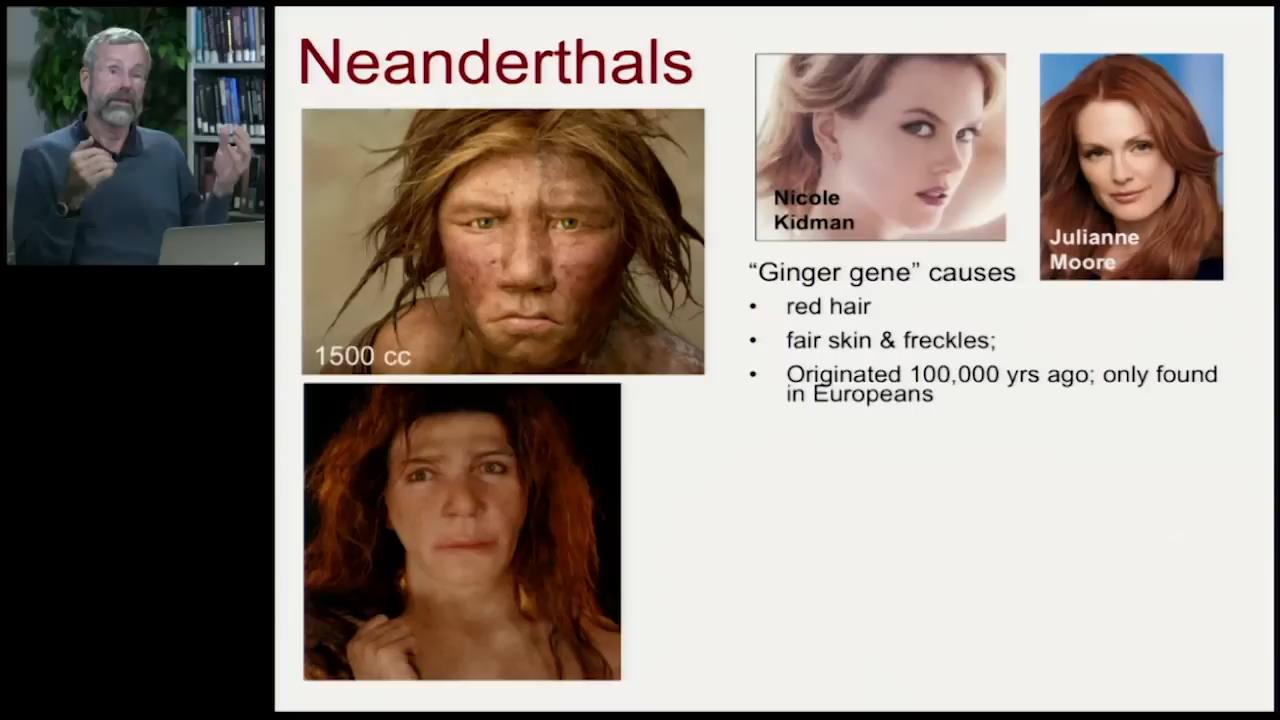 Neanderthals
1500 cc
Nicole
Kidman
Julianne
Moore
“Ginger gene” causes
• red hair
• fair skin & freckles;
• Originated 100,000 yrs ago; only found
in Europeans